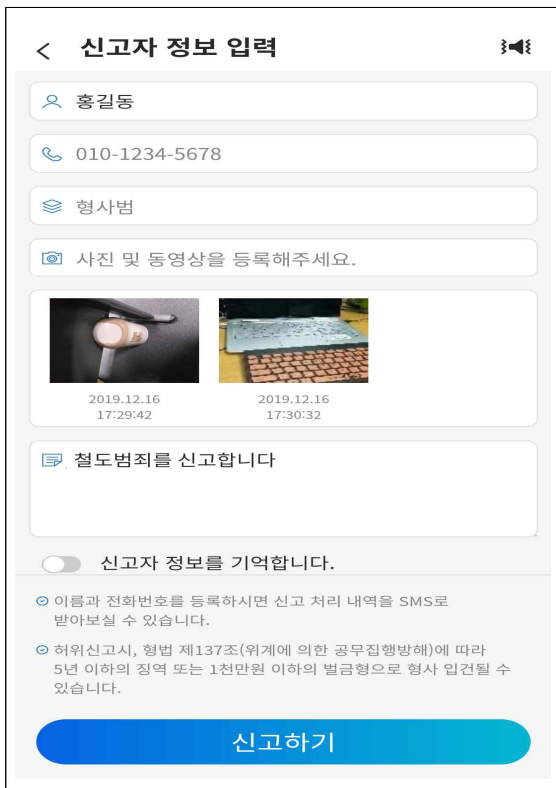 신고자 정보 입력
홍길동
010-1234-5678
형사범
사진 및 동영상을 등록해주세요.
2019.12.16 2019.12.16
17:29:42 17:30:32
철도범죄를 신고합니다
신고자 정보를 기억합니다.
이름과 전화번호를 등록하시면 신고 처리 내역을 SMS로
받아보실 수 있습니다.
허위신고시, 형법 제137조(위계에 의한 공무집행방해)에 따라
5년 이하의 징역 또는 1천만원 이하의 벌금형으로 형사 입건될 수
있습니다.
신고하기